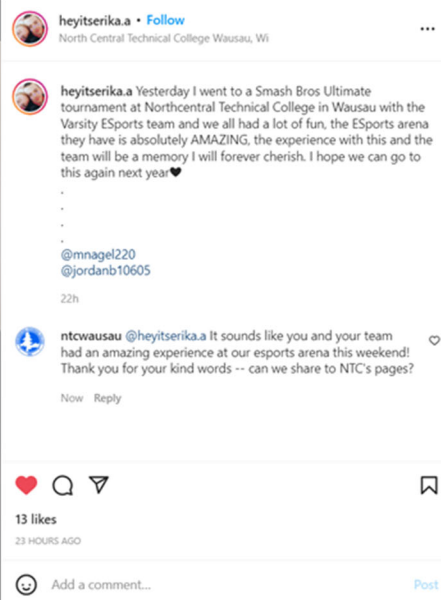 heyitserika.a • Follow
North Central Technical College Wausau, Wi
heyitserika.a Yesterday I went to a Smash Bros Ultimate
tournament at Northcentral Technical College in Wausau with the
Varsity ESports team and we all had a lot of fun, the ESports arena
they have is absolutely AMAZING, the experience with this and the
team will be a memory I will forever cherish. I hope we can go to
this again next year🖤
.
.
.
.
@mnagel220
@jordanb10605
22h
ntcwausau @heyitserika.a It sounds like you and your team
had an amazing experience at our esports arena this weekend!
Thank you for your kind words -- can we share to NTC's pages?
Now Reply
13 likes
23 HOURS AGO
Add a comment... Post